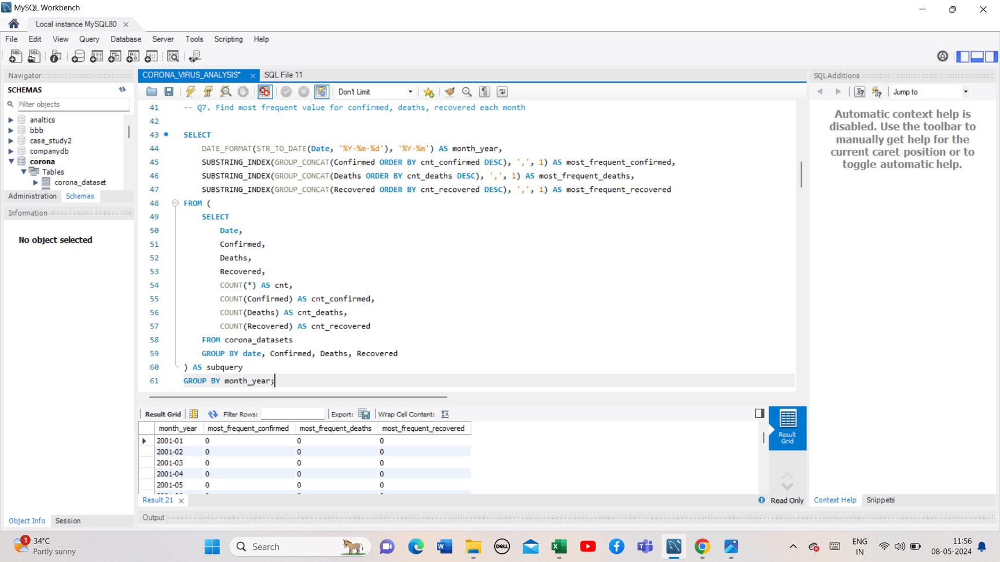 MySQL Workbench
Local instance MySQL80
File Edit View Query Database Server Tools Scripting Help
Navigator
SCHEMAS
Filter objects
analtics
bbb
case_study2
companydb
corona
Tables
corona_dataset
Administration Schemas
Information
No object selected
Object Info Session
CORONA_VIRUS_ANALYSIS* SQL File 11
Don't Limit
41 -- Q7. Find most frequent value for confirmed, deaths, recovered each month
42
43 SELECT
44 DATE_FORMAT(STR_TO_DATE(Date, '%Y-%m-%d'), '%Y-%m') AS month_year,
45 SUBSTRING_INDEX(GROUP_CONCAT(Confirmed ORDER BY cnt_confirmed DESC), ',', 1) AS most_frequent_confirmed,
46 SUBSTRING_INDEX(GROUP_CONCAT(Deaths ORDER BY cnt_deaths DESC), ',', 1) AS most_frequent_deaths,
47 SUBSTRING_INDEX(GROUP_CONCAT(Recovered ORDER BY cnt_recovered DESC), ',', 1) AS most_frequent_recovered
48 FROM (
49 SELECT
50 Date,
51 Confirmed,
52 Deaths,
53 Recovered,
54 COUNT(*) AS cnt,
55 COUNT(Confirmed) AS cnt_confirmed,
56 COUNT(Deaths) AS cnt_deaths,
57 COUNT(Recovered) AS cnt_recovered
58 FROM corona_datasets
59 GROUP BY date, Confirmed, Deaths, Recovered
60 ) AS subquery
61 GROUP BY month_year;
Result Grid Filter Rows: Export: Wrap Cell Content:
month_year most_frequent_confirmed most_frequent_deaths most_frequent_recovered
2001-01 0 0 0
2001-02 0 0 0
2001-03 0 0 0
2001-04 0 0 0
2001-05 0 0 0
Result Grid
Result 21
Read Only
Output
SQLAdditions
Jump to
Automatic context help is
disabled. Use the toolbar to
manually get help for the
current caret position or to
toggle automatic help.
Context Help Snippets
1
34°C
Partly sunny
Search
DELL
ENG
IN
11:56
08-05-2024